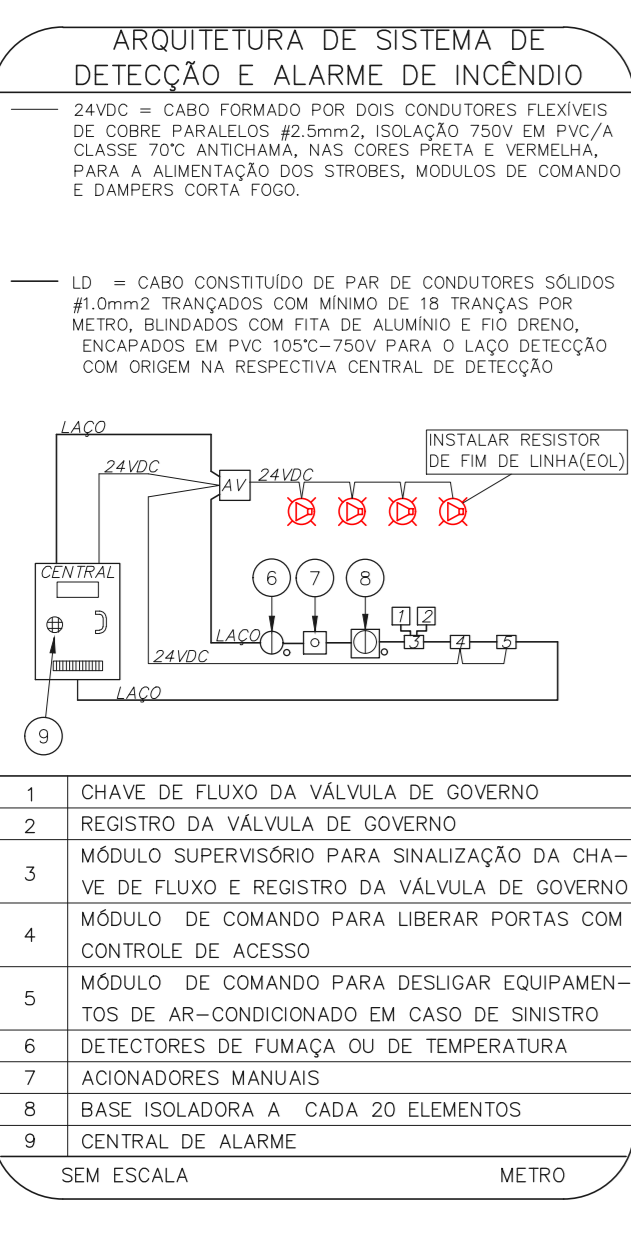 ARQUITETURA DE SISTEMA DE
DETECÇÃO E ALARME DE INCÊNDIO
24VDC = CABO FORMADO POR DOIS CONDUTORES FLEXÍVEIS
DE COBRE PARALELOS #2.5mm2, ISOLAÇÃO 750V EM PVC/A
CLASSE 70°C ANTICHAMA, NAS CORES PRETA E VERMELHA,
PARA A ALIMENTAÇÃO DOS STROBES, MODULOS DE COMANDO
E DAMPERS CORTA FOGO.
LD = CABO CONSTITUÍDO DE PAR DE CONDUTORES SÓLIDOS
#1.0mm2 TRANÇADOS COM MÍNIMO DE 18 TRANÇAS POR
METRO, BLINDADOS COM FITA DE ALUMÍNIO E FIO DRENO,
ENCAPADOS EM PVC 105°C-750V PARA O LAÇO DETECÇÃO
COM ORIGEM NA RESPECTIVA CENTRAL DE DETECÇÃO
LAÇO
INSTALAR RESISTOR
DE FIM DE LINHA(EOL)
24VDC
24VDC
AV
CENTRAL
6 7 8
1 2
LAÇO
3 4 5
24VDC
LAÇO
9
1 CHAVE DE FLUXO DA VÁLVULA DE GOVERNO
2 REGISTRO DA VÁLVULA DE GOVERNO
3 MÓDULO SUPERVISÓRIO PARA SINALIZAÇÃO DA CHA-
VE DE FLUXO E REGISTRO DA VÁLVULA DE GOVERNO
4 MÓDULO DE COMANDO PARA LIBERAR PORTAS COM
CONTROLE DE ACESSO
5 MÓDULO DE COMANDO PARA DESLIGAR EQUIPAMEN-
TOS DE AR-CONDICIONADO EM CASO DE SINISTRO
6 DETECTORES DE FUMAÇA OU DE TEMPERATURA
7 ACIONADORES MANUAIS
8 BASE ISOLADORA A CADA 20 ELEMENTOS
9 CENTRAL DE ALARME
SEM ESCALA METRO